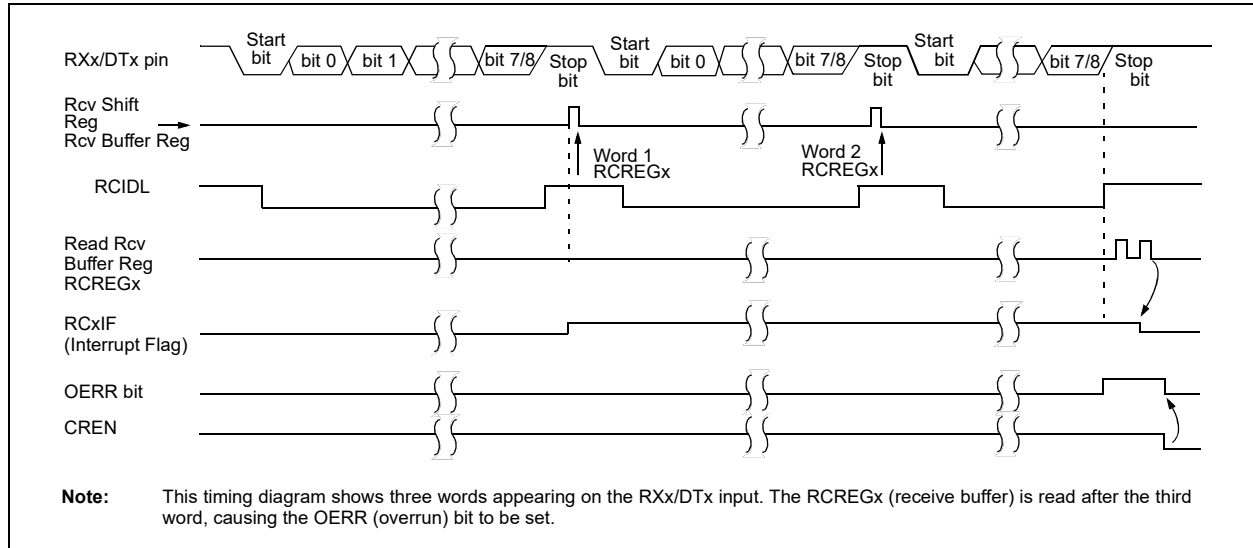 RXx/DTx pin
Start
bit
bit 0
bit 1
bit 7/8
Stop
bit
Start
bit
bit 0
bit 7/8
Stop
bit
Start
bit
bit 7/8
Stop
bit
Rcv Shift
Reg
Rcv Buffer Reg
Word 1
RCREGx
Word 2
RCREGx
RCIDL
Read Rcv
Buffer Reg
RCREGx
RCxIF
(Interrupt Flag)
OERR bit
CREN
Note: This timing diagram shows three words appearing on the RXx/DTx input. The RCREGx (receive buffer) is read after the third
word, causing the OERR (overrun) bit to be set.